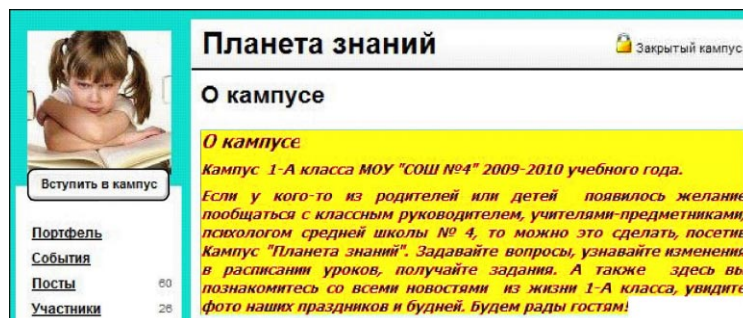 Планета знаний
Закрытый кампус
О кампусе
О кампусе
Кампус 1-А класса МОУ "СОШ №4" 2009-2010 учебного года.
Если у кого-то из родителей или детей появилось желание
пообщаться с классным руководителем, учителями-предметниками,
психологом средней школы № 4, то можно это сделать, посетив
Кампус "Планета знаний". Задавайте вопросы, узнавайте изменения
в расписании уроков, получайте задания. А также здесь вы
познакомитесь со всеми новостями из жизни 1-А класса, увидите
фото наших праздников и будней. Будем рады гостям!
Вступить в кампус
Портфель
События
Посты 60
Участники 26